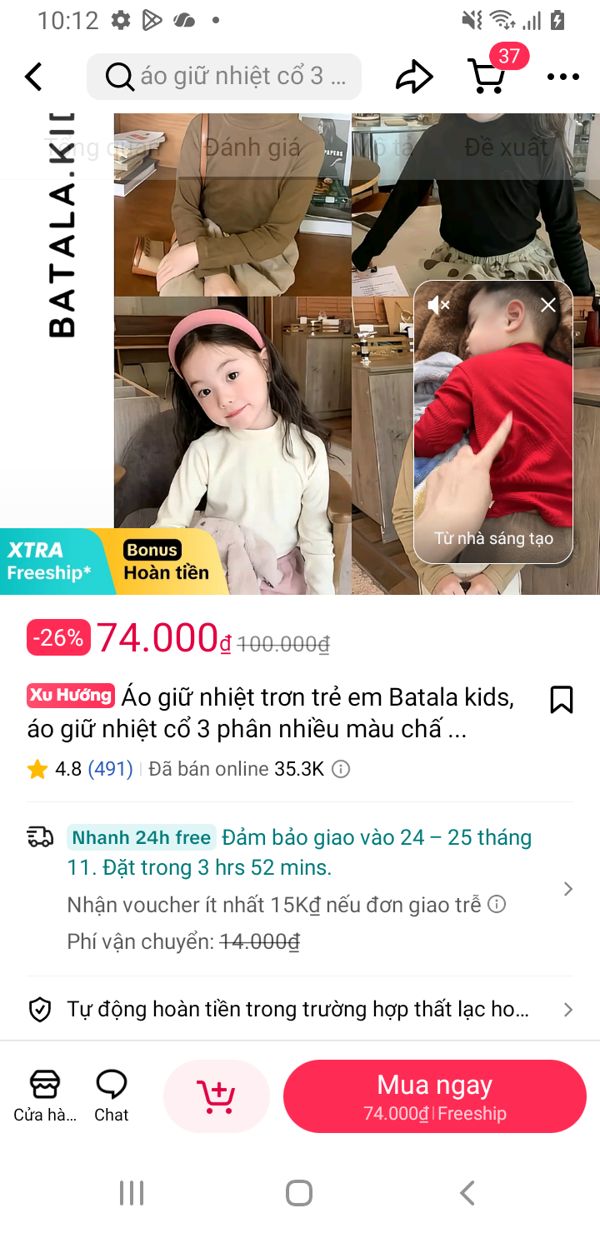 10:12
37
áo giữ nhiệt cổ 3 ...
Đánh giá
Đề xuất
BATALA.KI
Từ nhà sáng tạo
XTRA
Freeship*
Bonus
Hoàn tiền
-26% 74.000₫ 100.000₫
Xu Hướng Áo giữ nhiệt trơn trẻ em Batala kids,
áo giữ nhiệt cổ 3 phân nhiều màu chấ ...
4.8 (491) Đã bán online 35.3K
Nhanh 24h free Đảm bảo giao vào 24 – 25 tháng
11. Đặt trong 3 hrs 52 mins.
Nhận voucher ít nhất 15K₫ nếu đơn giao trễ
Phí vận chuyển: 14.000₫
Tự động hoàn tiền trong trường hợp thất lạc ho...
Cửa hà...
Chat
Mua ngay
74.000₫ | Freeship